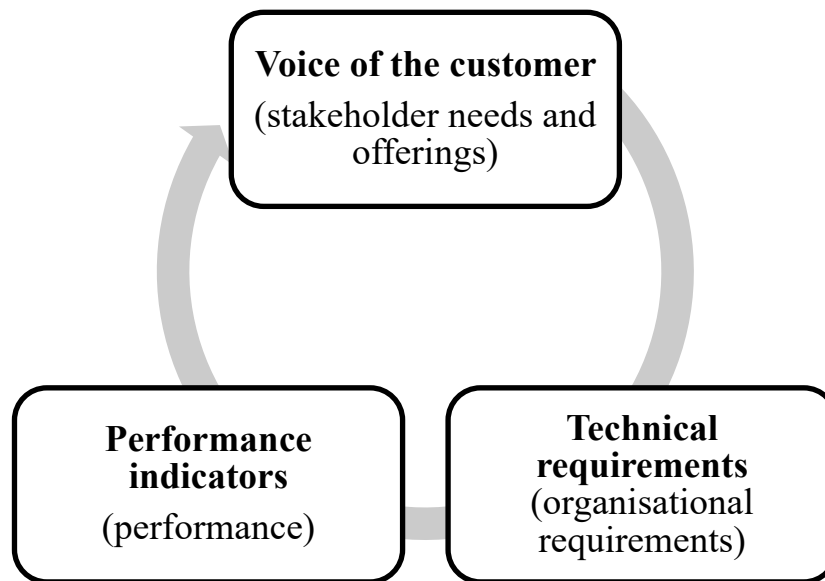 Voice of the customer
(stakeholder needs and
offerings)
Performance
indicators
(performance)
Technical
requirements
(organisational
requirements)